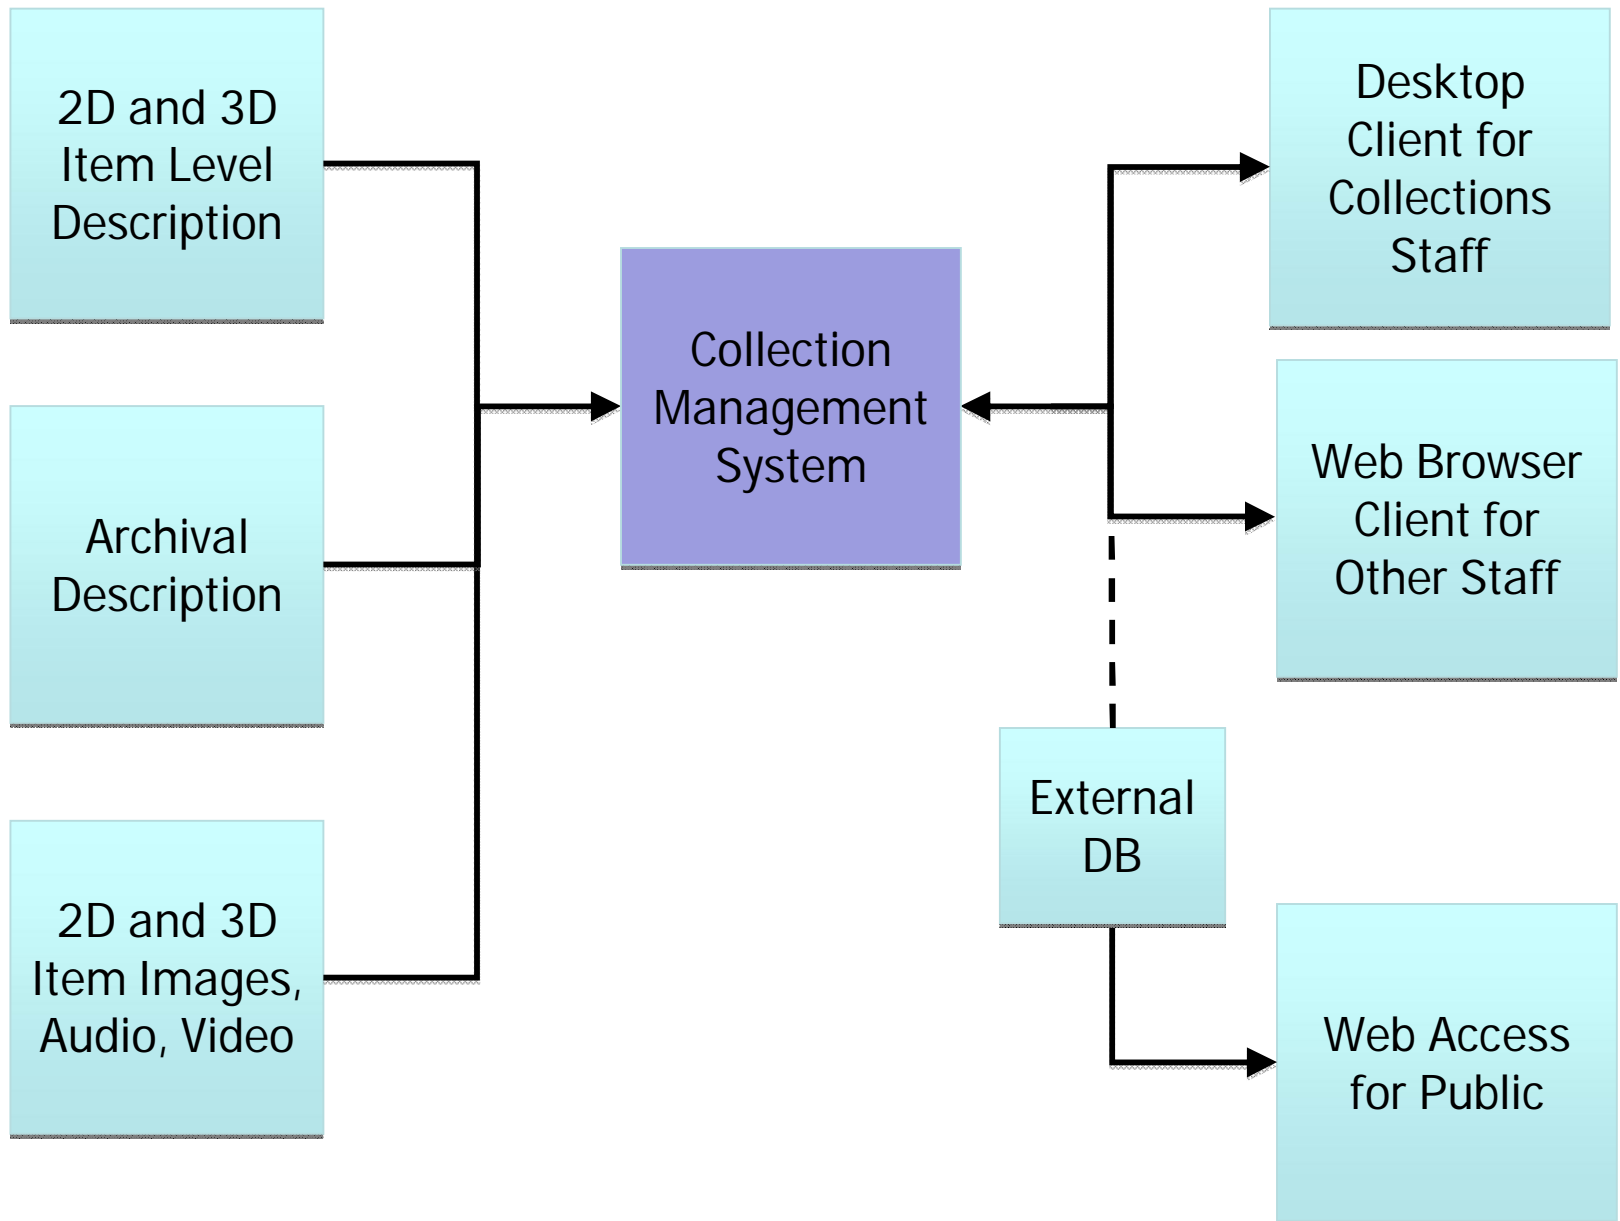 2D and 3D
Item Level
Description
Archival
Description
2D and 3D
Item Images,
Audio, Video
Collection
Management
System
Desktop
Client for
Collections
Staff
Web Browser
Client for
Other Staff
External
DB
Web Access
for Public